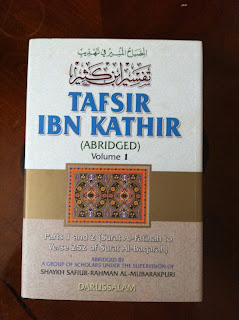 المصباح المنير في تهذيب
تفسير ابن كثير
TAFSIR
IBN KATHIR
(ABRIDGED)
Volume 1
Parts 1 and 2 (Surat Al-Fatihah to
Verse 252 of Surat Al-Baqarah)
ABRIDGED BY
A GROUP OF SCHOLARS UNDER THE SUPERVISION OF
SHAYKH SAFIUR-RAHMAN AL-MUBARAKPURI
DARUSSALAM